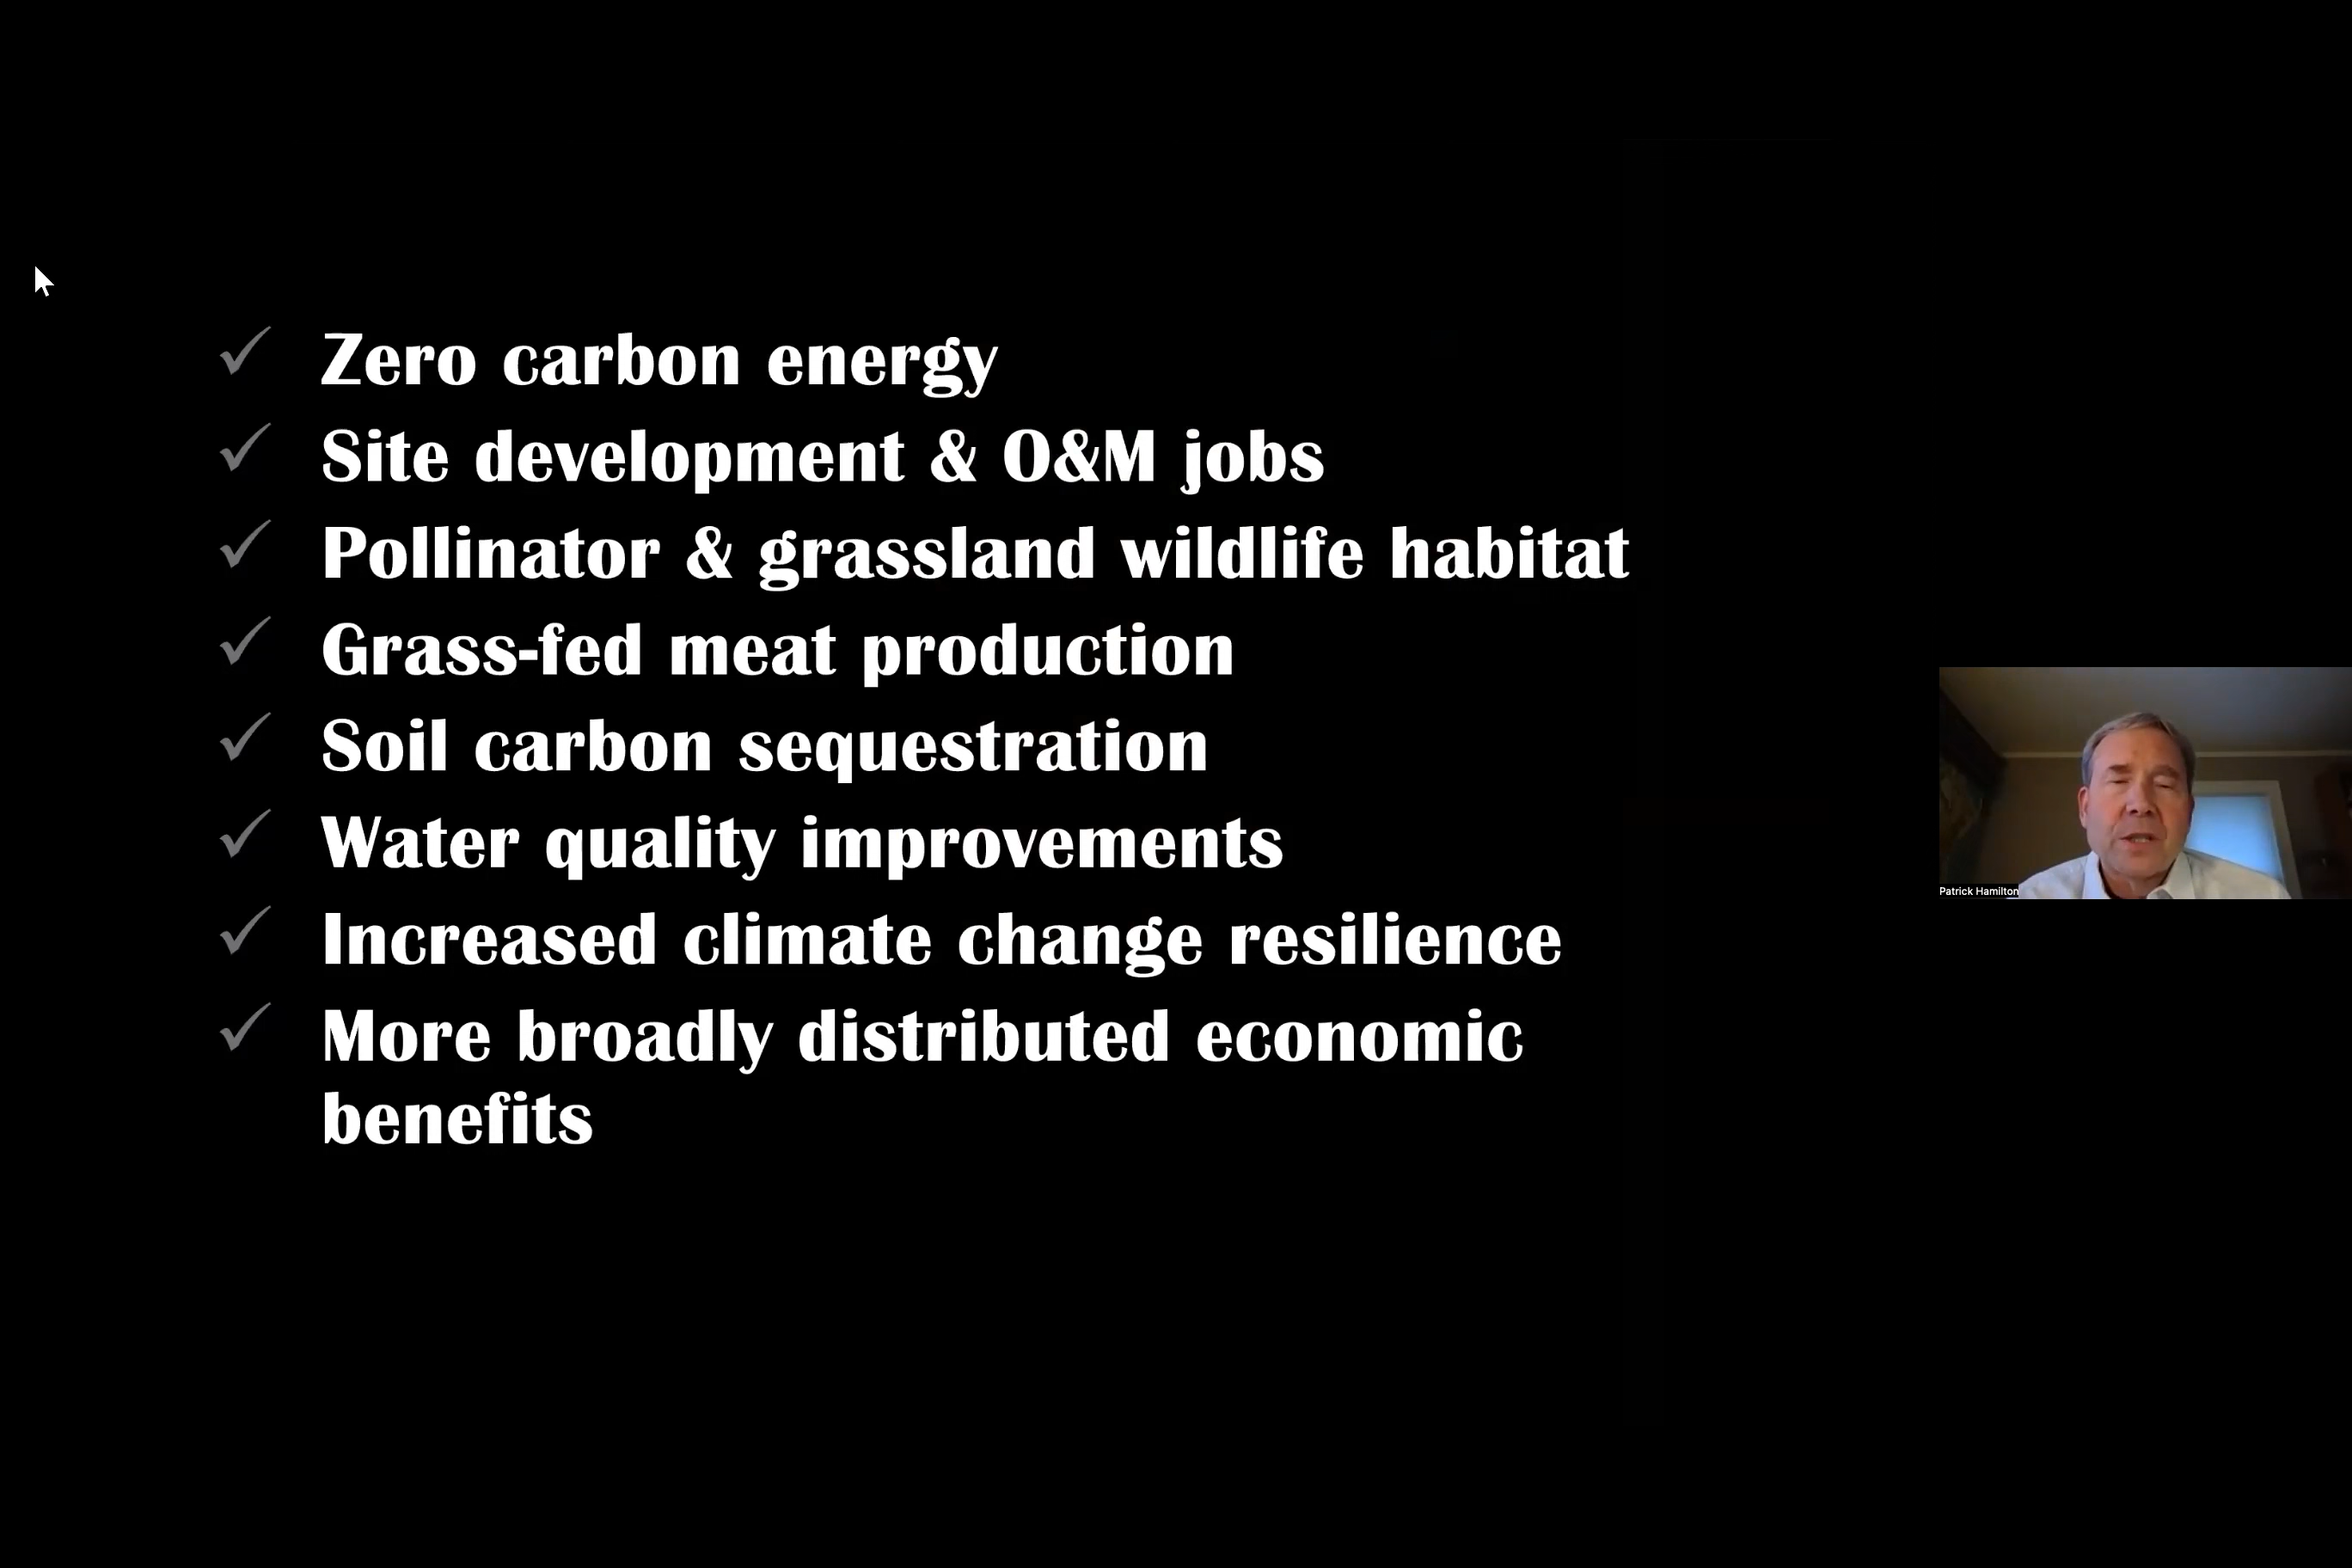 Zero carbon energy
Site development & O&M jobs
Pollinator & grassland wildlife habitat
Grass-fed meat production
Soil carbon sequestration
Water quality improvements
Increased climate change resilience
More broadly distributed economic
benefits
Patrick Hamilton